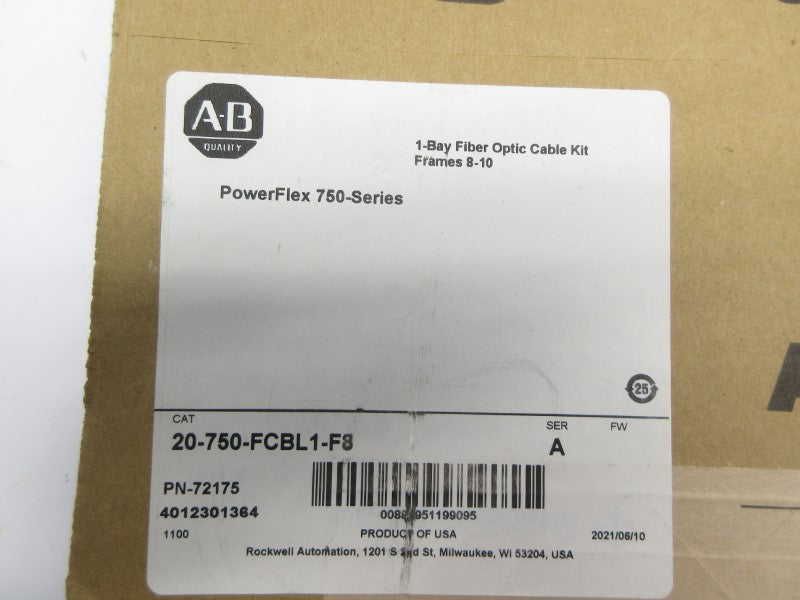 A-B
QUALITY
1-Bay Fiber Optic Cable Kit
Frames 8-10
PowerFlex 750-Series
25
CAT
SER
FW
20-750-FCBL1-F8
A
PN-72175
4012301364
1100
PRODUCT OF USA
2021/06/10
Rockwell Automation, 1201 S 2nd St, Milwaukee, WI 53204, USA